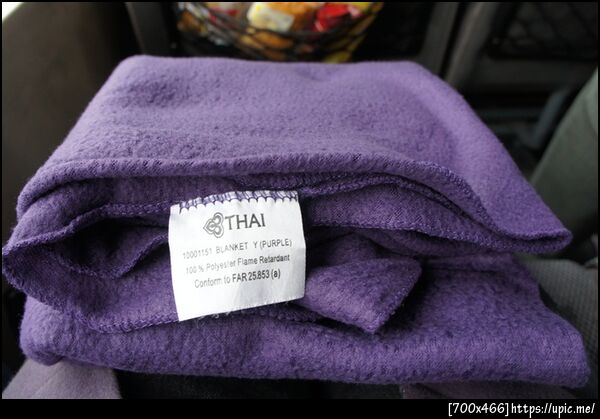 THAI
10001151 BLANKET Y (PURPLE)
100 % Polyester Flame Retardant
Conform to FAR 25.853 (a)
[700x466]https://upic.me/